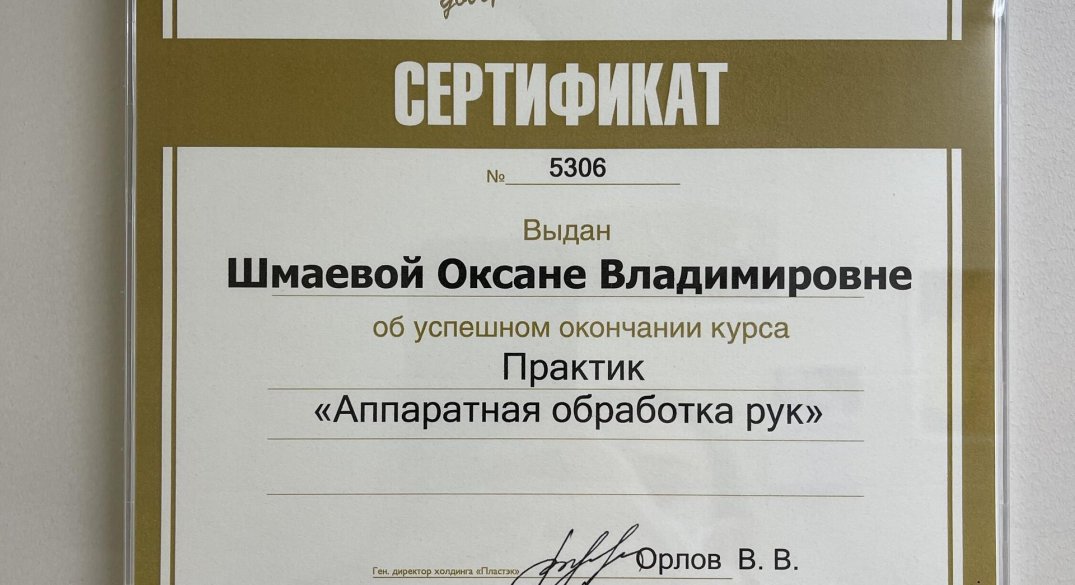 СЕРТИФИКАТ
№ 5306
Выдан
Шмаевой Оксане Владимировне
об успешном окончании курса
Практик
«Аппаратная обработка рук»
Ген. директор холдинга «Пластэк» Орлов В. В.